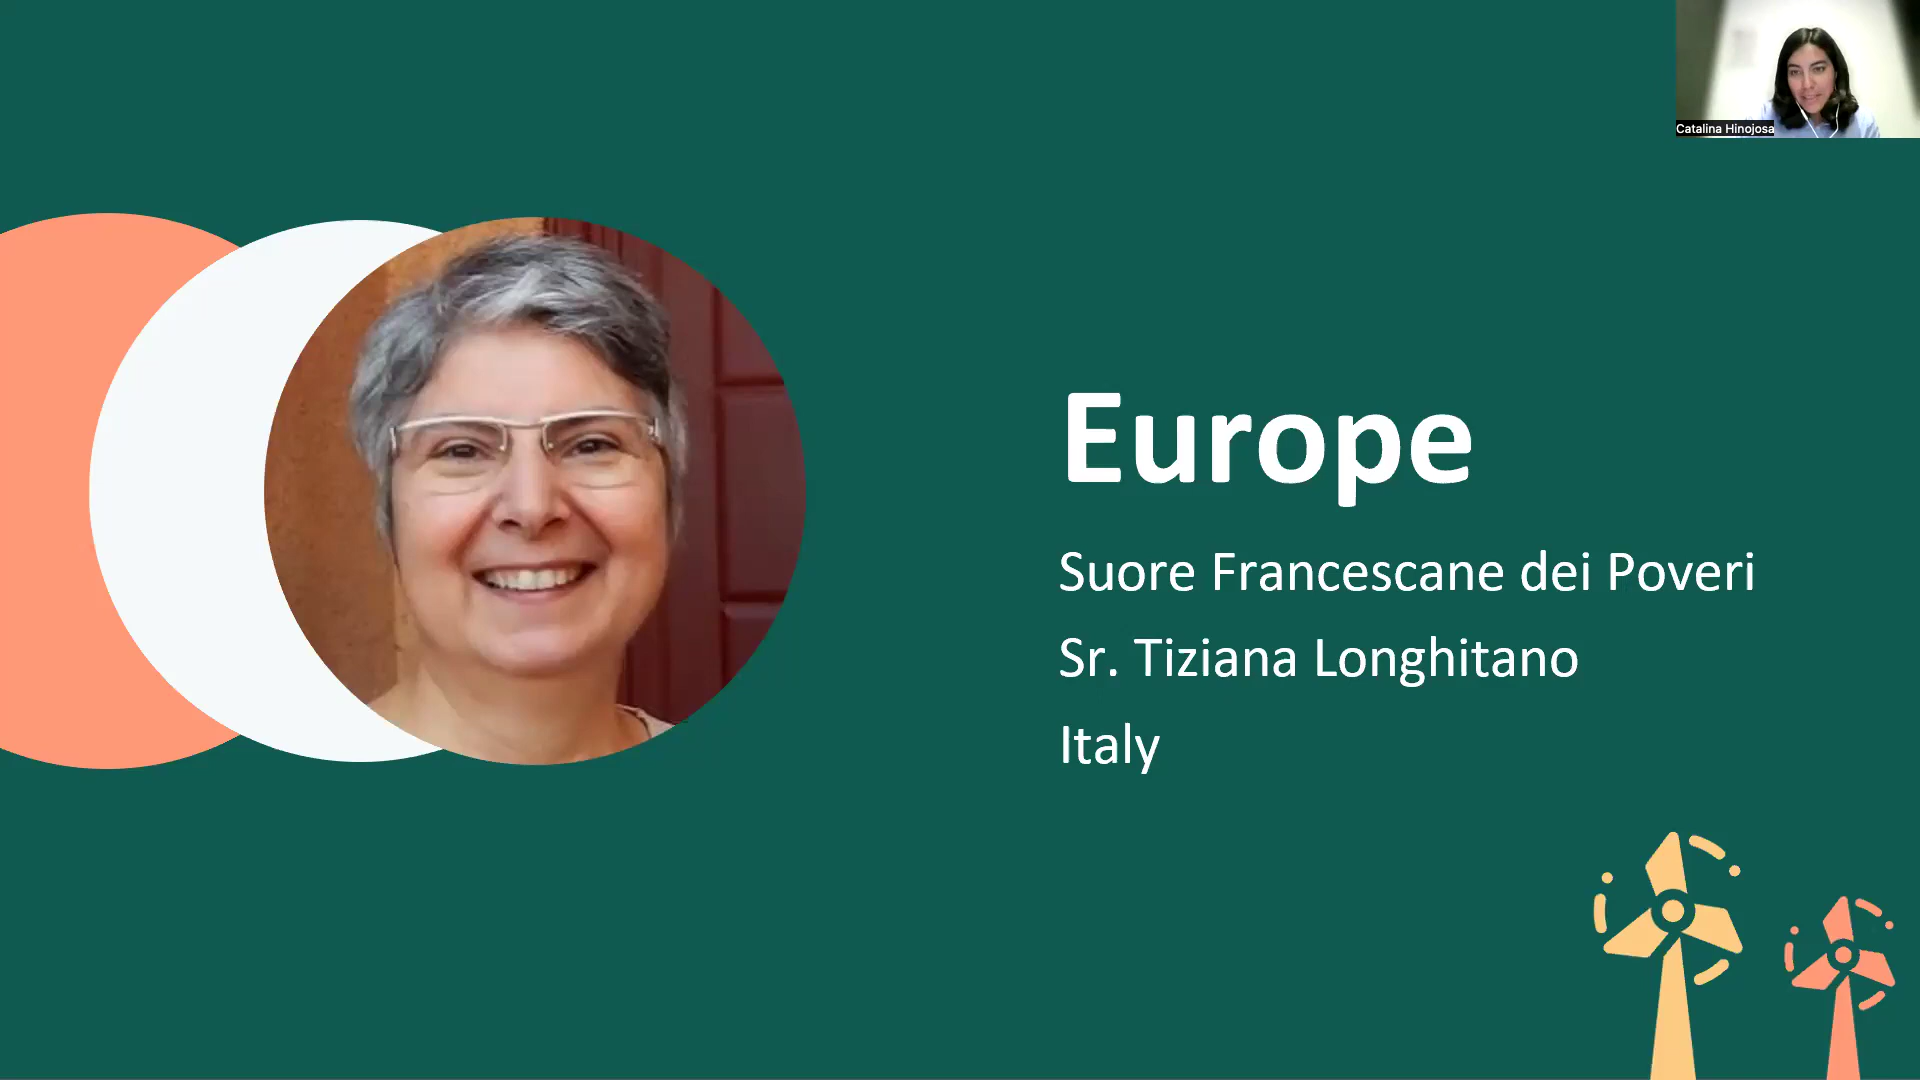 Catalina Hinojosa
Europe
Suore Francescane dei Poveri
Sr. Tiziana Longhitano
Italy